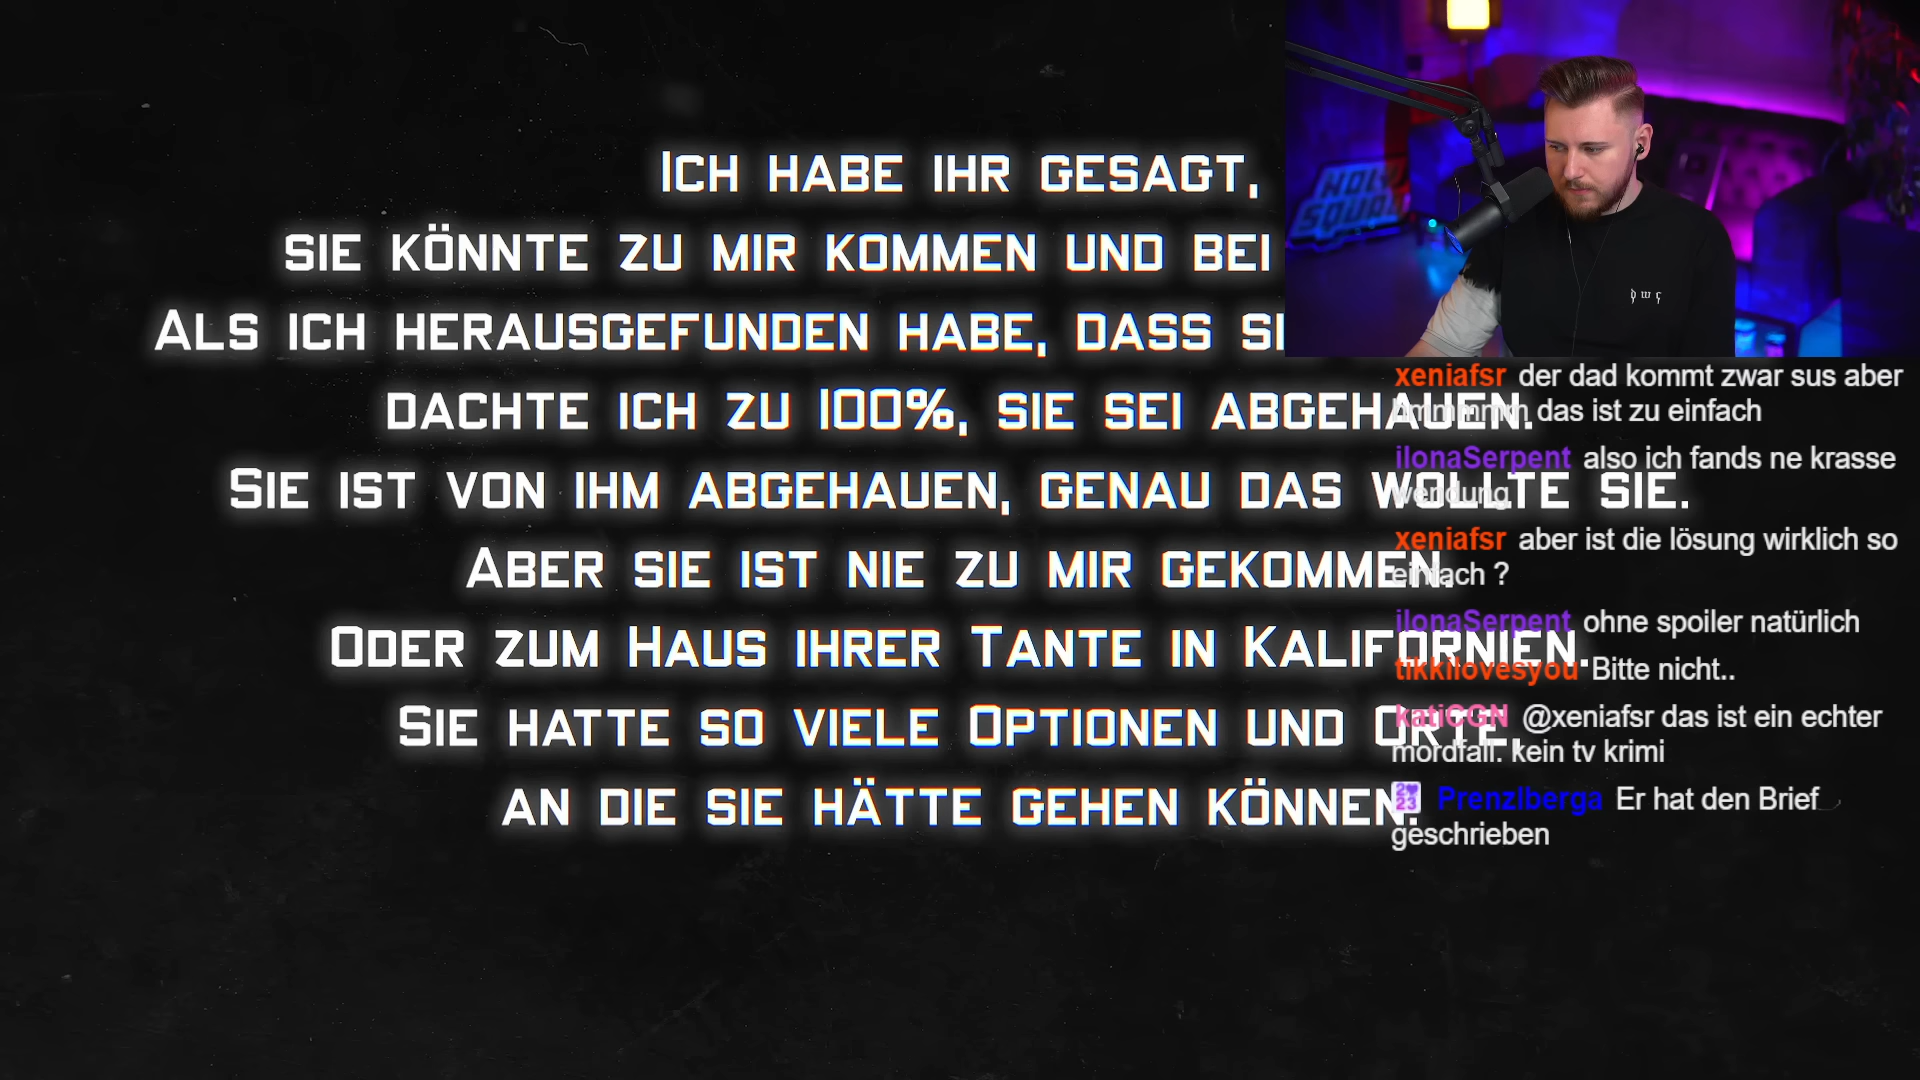 Ich habe ihr gesagt,
sie könnte zu mir kommen und bei
Als ich herausgefunden habe, dass si
dachte ich zu 100%, sie sei abgehauen.
Sie ist von ihm abgehauen, genau das wollte sie.
Aber sie ist nie zu mir gekommen.
Oder zum Haus ihrer Tante in Kalifornien.
Sie hatte so viele Optionen und Orte,
an die sie hätte gehen können.
HOLY
SQUAD
xeniafsr der dad kommt zwar sus aber
das ist zu einfach
ilonaSerpent also ich fands ne krasse
wendung
xeniafsr aber ist die lösung wirklich so
einfach ?
ilonaSerpent ohne spoiler natürlich
tikkilovesyou Bitte nicht..
katiCGN @xeniafsr das ist ein echter
mordfall. kein tv krimi
Prenzlberga Er hat den Brief
geschrieben